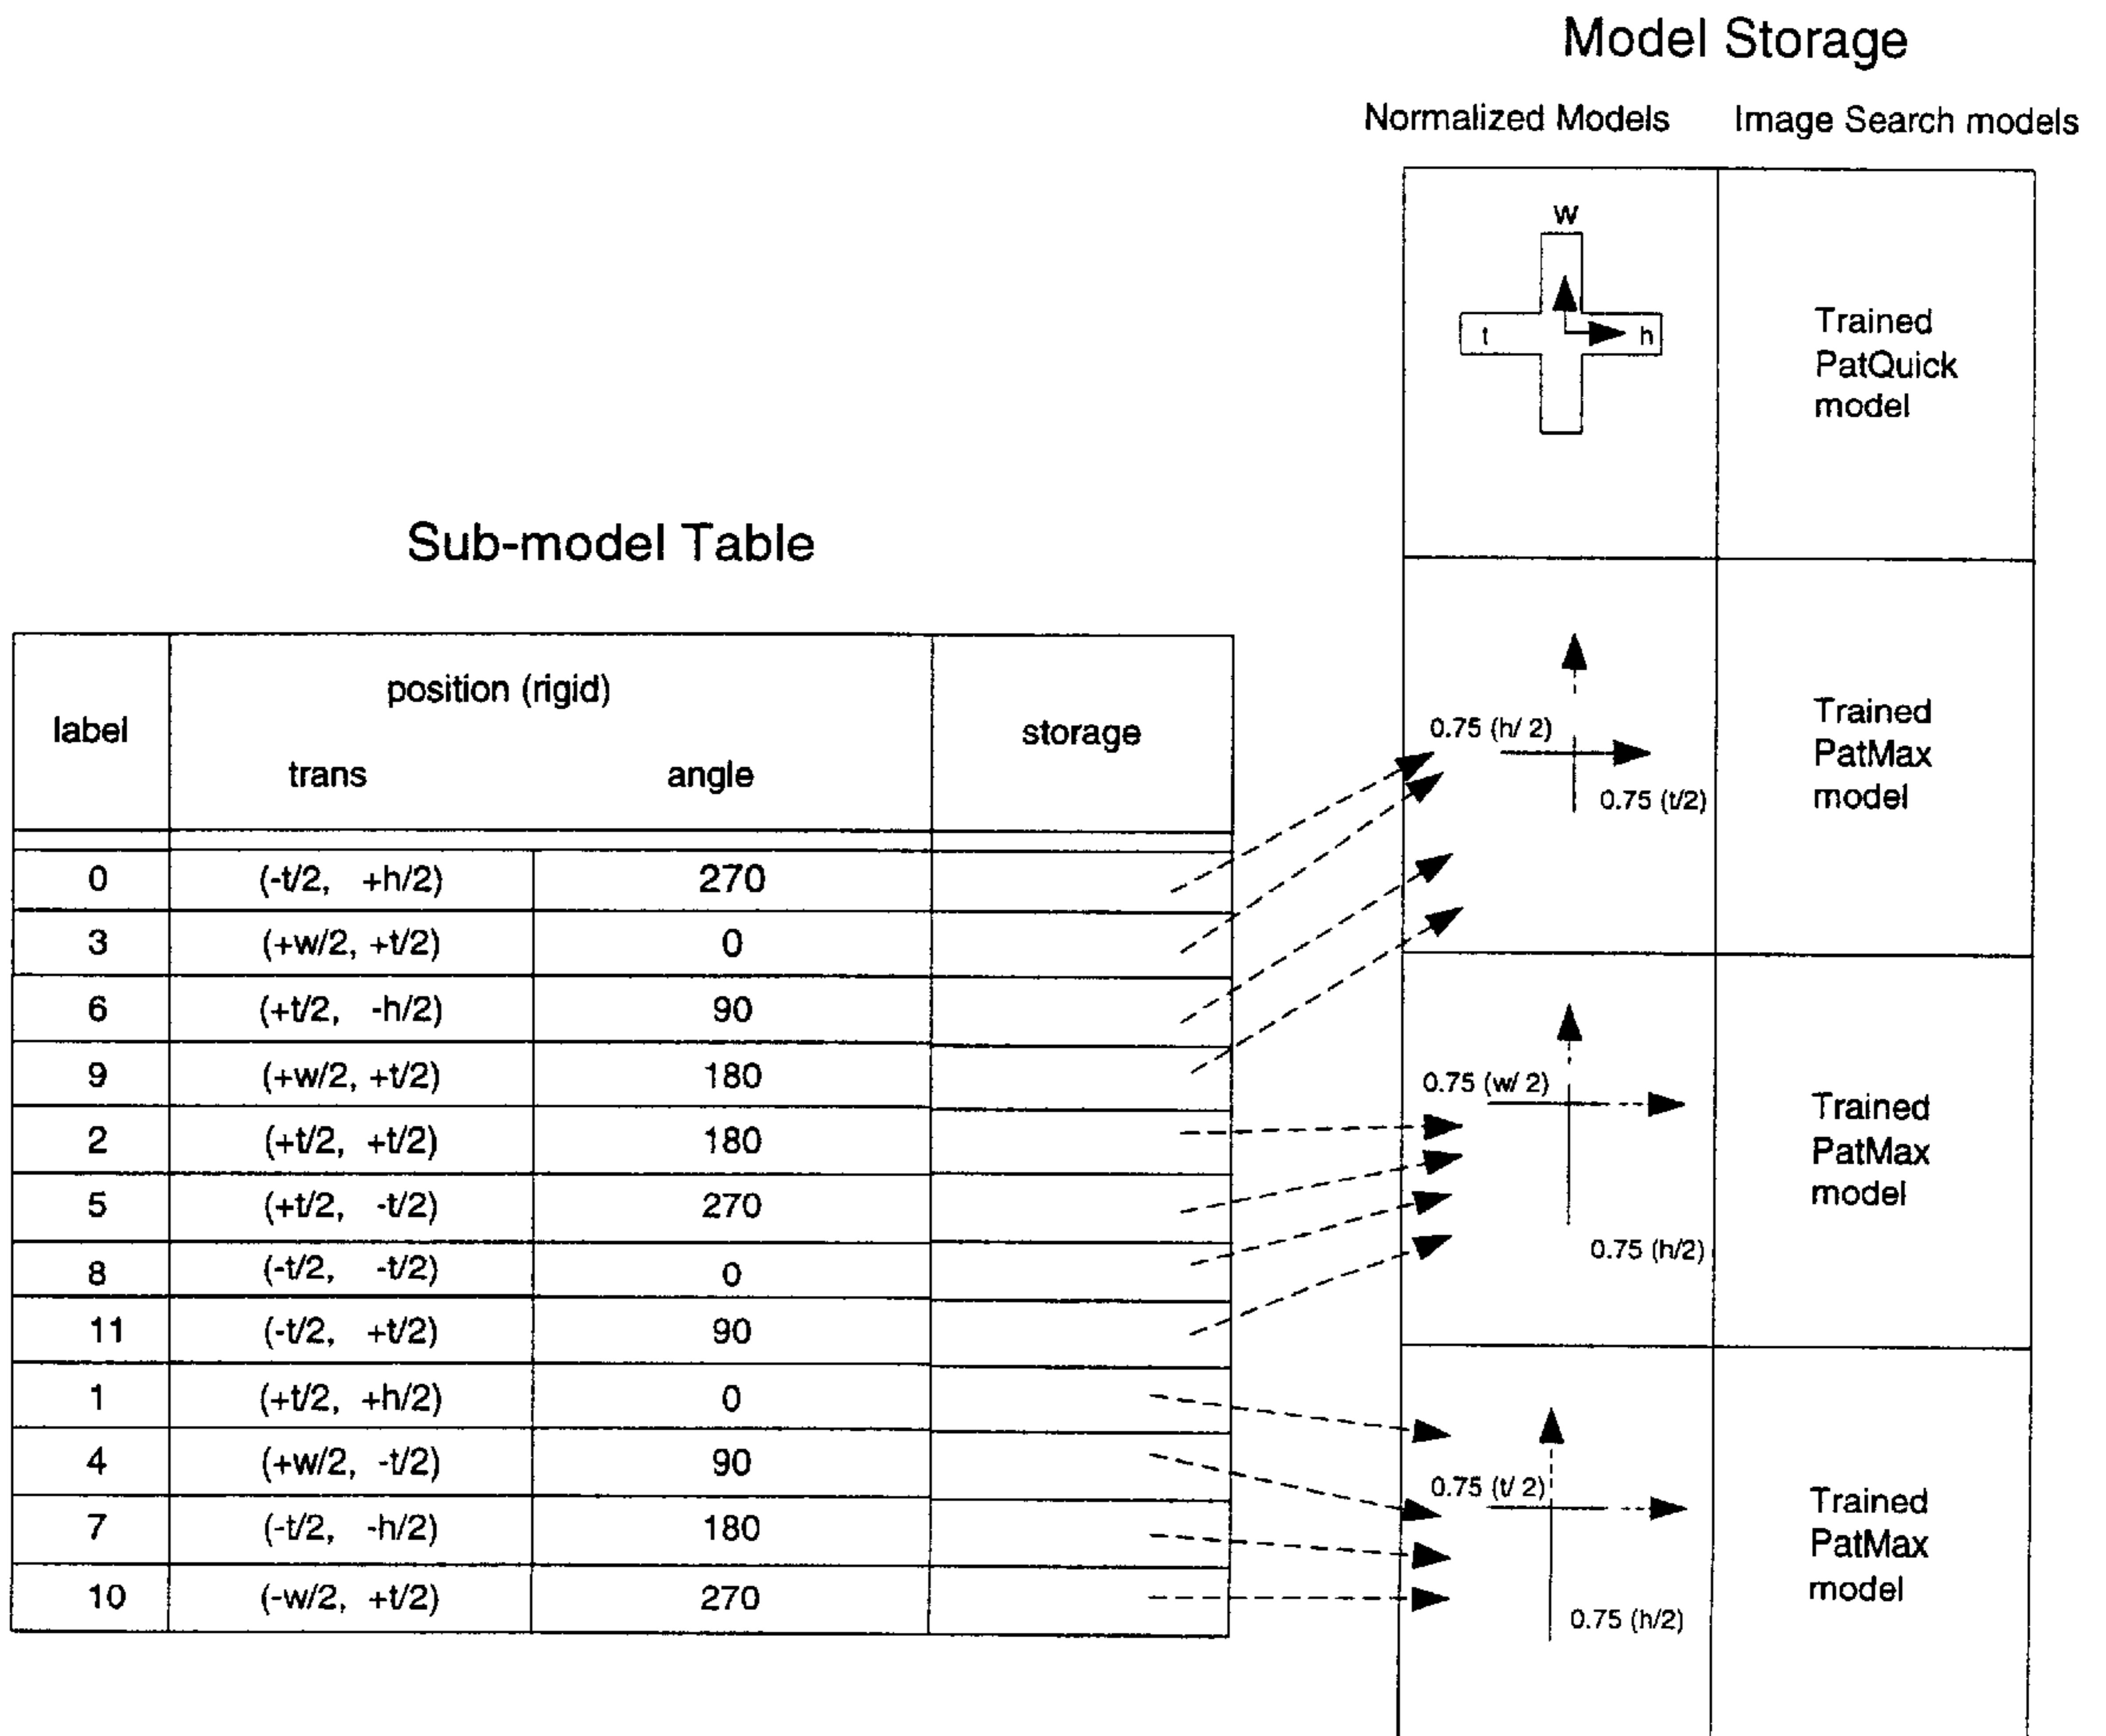 Model Storage
Normalized Models Image Search models
w
t h
Trained
PatQuick
model
Sub-model Table
label position (rigid) storage
trans angle
0 (-t/2, +h/2) 270
3 (+w/2, +t/2) 0
6 (+t/2, -h/2) 90
9 (+w/2, +t/2) 180
2 (+t/2, +t/2) 180
5 (+t/2, -t/2) 270
8 (-t/2, -t/2) 0
11 (-t/2, +t/2) 90
1 (+t/2, +h/2) 0
4 (+w/2, -t/2) 90
7 (-t/2, -h/2) 180
10 (-w/2, +t/2) 270
0.75 (h/ 2)
0.75 (t/2)
Trained
PatMax
model
0.75 (w/ 2)
0.75 (h/2)
Trained
PatMax
model
0.75 (t/ 2)
0.75 (h/2)
Trained
PatMax
model